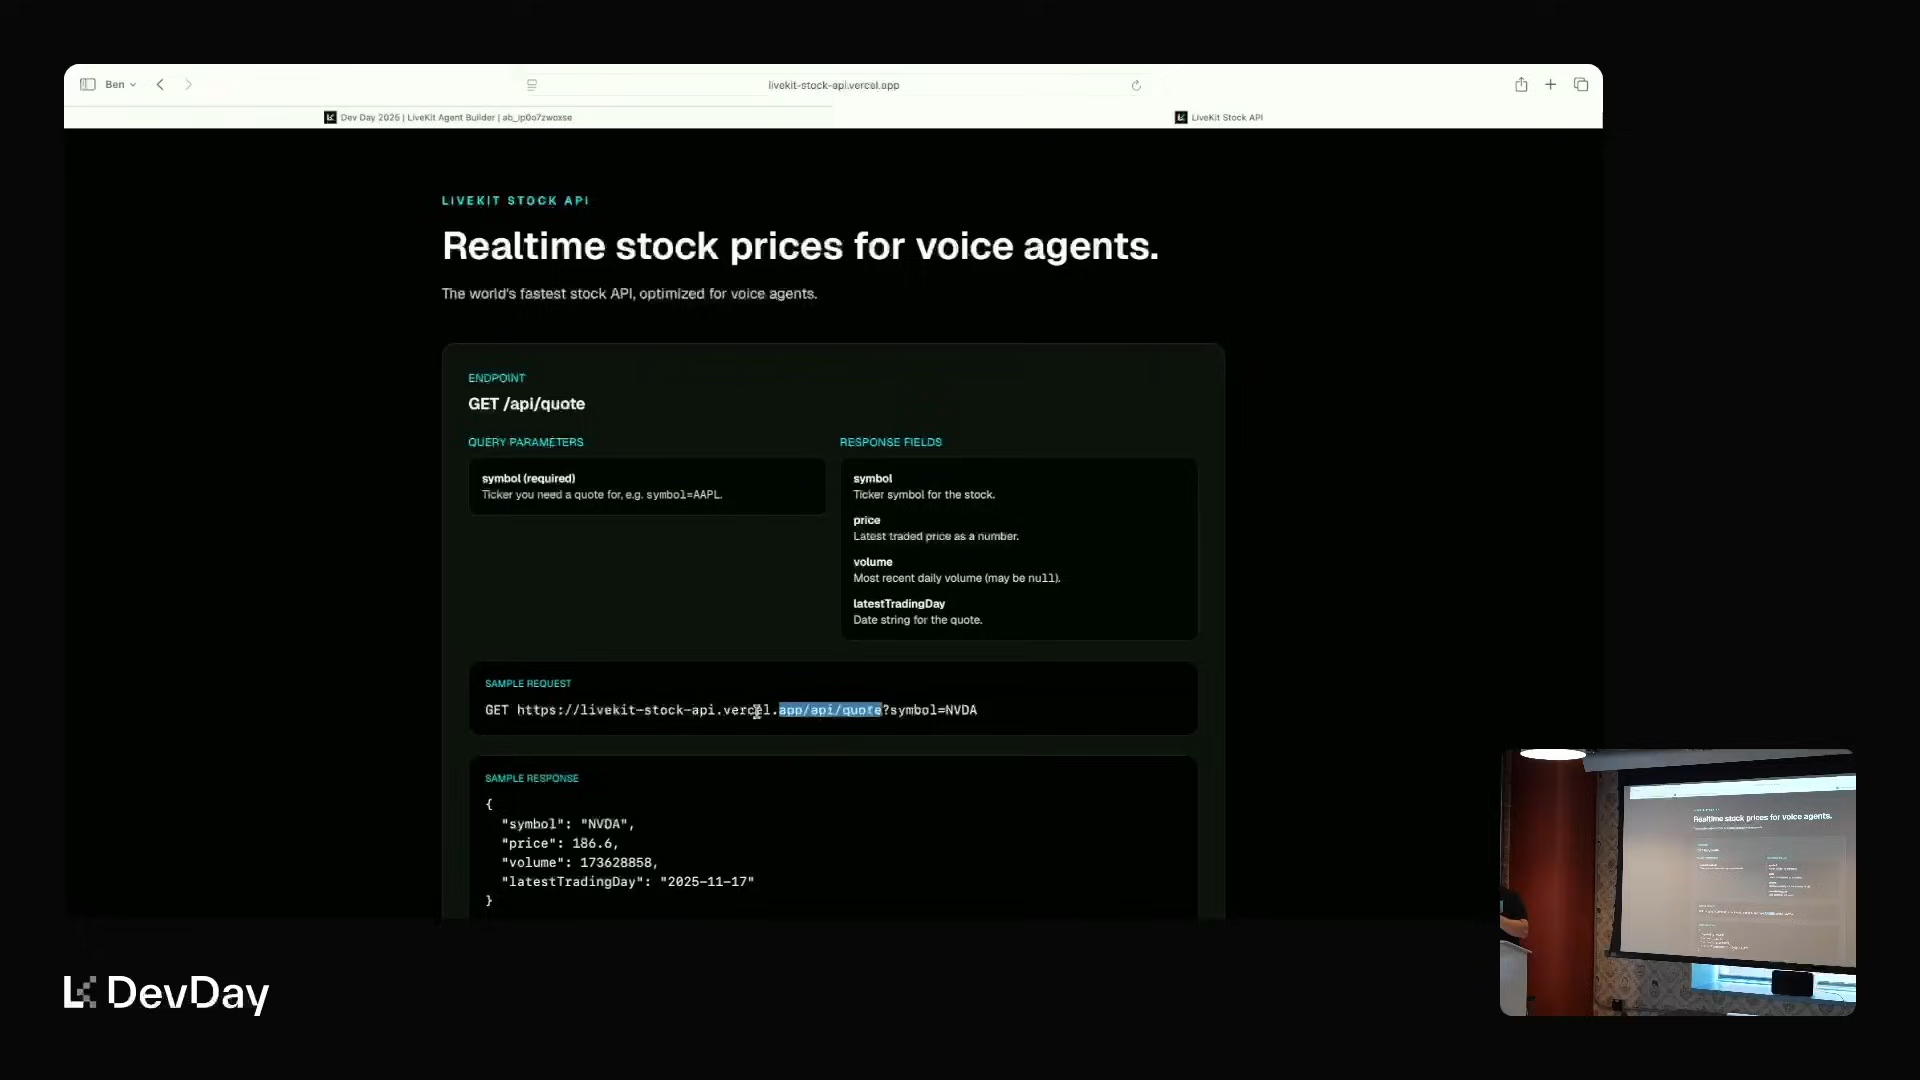 Ben
livekit-stock-api.vercel.app
Dev Day 2025 | LiveKit Agent Builder | ab_ip0o7zwoxse
LiveKit Stock API
LIVEKIT STOCK API
Realtime stock prices for voice agents.
The world's fastest stock API, optimized for voice agents.
ENDPOINT
GET /api/quote
QUERY PARAMETERS
symbol (required)
Ticker you need a quote for, e.g. symbol=AAPL.
RESPONSE FIELDS
symbol
Ticker symbol for the stock.
price
Latest traded price as a number.
volume
Most recent daily volume (may be null).
latestTradingDay
Date string for the quote.
SAMPLE REQUEST
GET https://livekit-stock-api.vercel.app/api/quote?symbol=NVDA
SAMPLE RESPONSE
{
"symbol": "NVDA",
"price": 186.6,
"volume": 173628858,
"latestTradingDay": "2025-11-17"
}
DevDay
Realtime stock prices for voice agents.